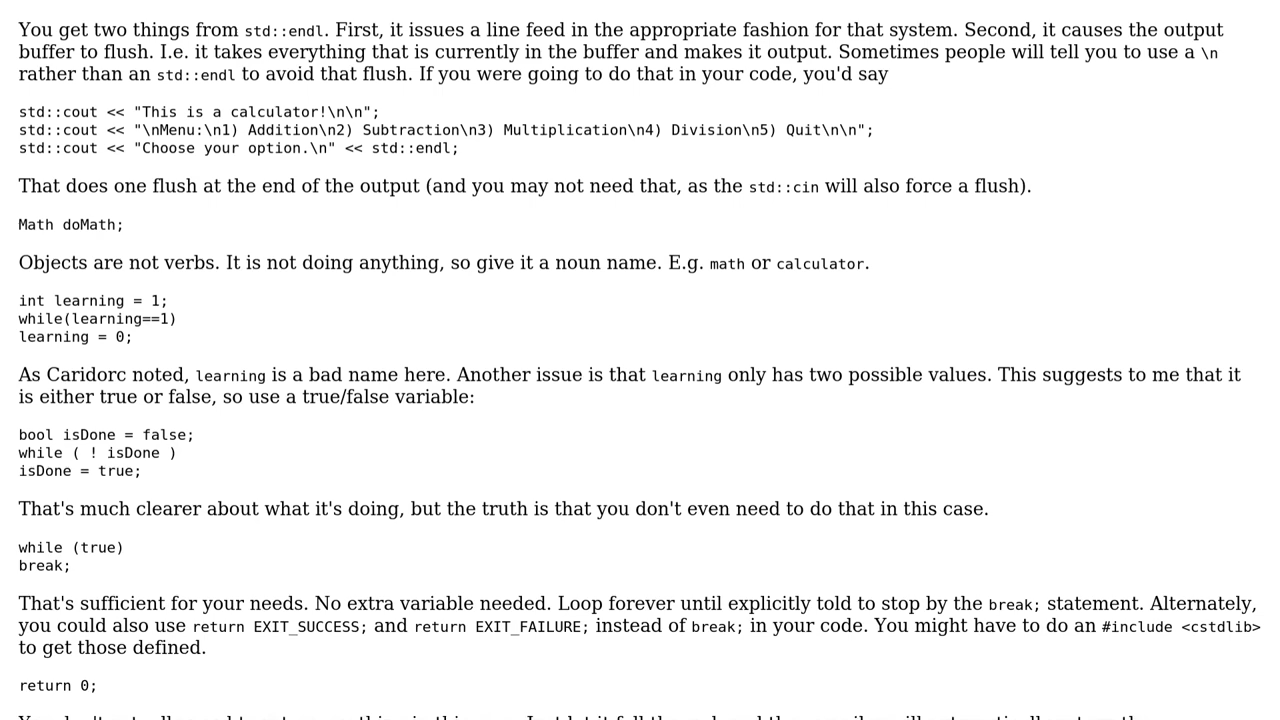 You get two things from std::endl. First, it issues a line feed in the appropriate fashion for that system. Second, it causes the output
buffer to flush. I.e. it takes everything that is currently in the buffer and makes it output. Sometimes people will tell you to use a \n
rather than an std::endl to avoid that flush. If you were going to do that in your code, you'd say
std::cout << "This is a calculator!\n\n";
std::cout << "\nMenu:\n1) Addition\n2) Subtraction\n3) Multiplication\n4) Division\n5) Quit\n\n";
std::cout << "Choose your option.\n" << std::endl;
That does one flush at the end of the output (and you may not need that, as the std::cin will also force a flush).
Math doMath;
Objects are not verbs. It is not doing anything, so give it a noun name. E.g. math or calculator.
int learning = 1;
while(learning==1)
learning = 0;
As Caridorc noted, learning is a bad name here. Another issue is that learning only has two possible values. This suggests to me that it
is either true or false, so use a true/false variable:
bool isDone = false;
while ( ! isDone )
isDone = true;
That's much clearer about what it's doing, but the truth is that you don't even need to do that in this case.
while (true)
break;
That's sufficient for your needs. No extra variable needed. Loop forever until explicitly told to stop by the break; statement. Alternately,
you could also use return EXIT_SUCCESS; and return EXIT_FAILURE; instead of break; in your code. You might have to do an #include <cstdlib>
to get those defined.
return 0;